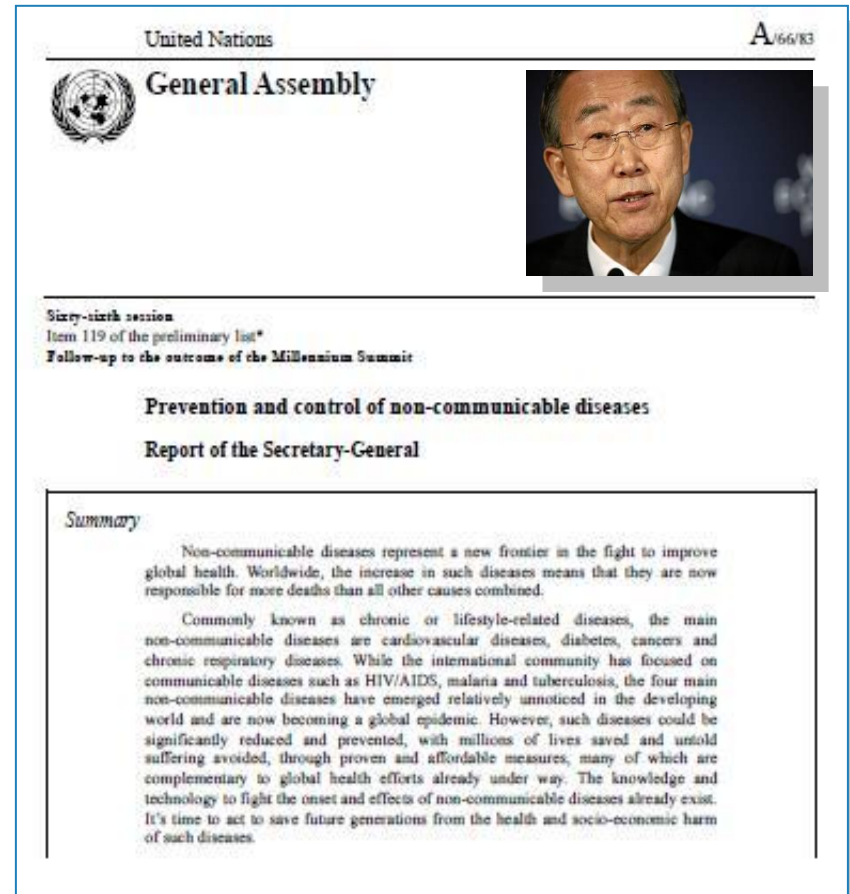 United Nations
A/66/83
General Assembly
Sixty-sixth session
Item 119 of the preliminary list*
Follow-up to the outcome of the Millennium Summit
Prevention and control of non-communicable diseases
Report of the Secretary-General
Summary
Non-communicable diseases represent a new frontier in the fight to improve
global health. Worldwide, the increase in such diseases means that they are now
responsible for more deaths than all other causes combined.
Commonly known as chronic or lifestyle-related diseases, the main
non-communicable diseases are cardiovascular diseases, diabetes, cancers and
chronic respiratory diseases. While the international community has focused on
communicable diseases such as HIV/AIDS, malaria and tuberculosis, the four main
non-communicable diseases have emerged relatively unnoticed in the developing
world and are now becoming a global epidemic. However, such diseases could be
significantly reduced and prevented, with millions of lives saved and untold
suffering avoided, through proven and affordable measures, many of which are
complementary to global health efforts already under way. The knowledge and
technology to fight the onset and effects of non-communicable diseases already exist.
It's time to act to save future generations from the health and socio-economic harm
of such diseases.